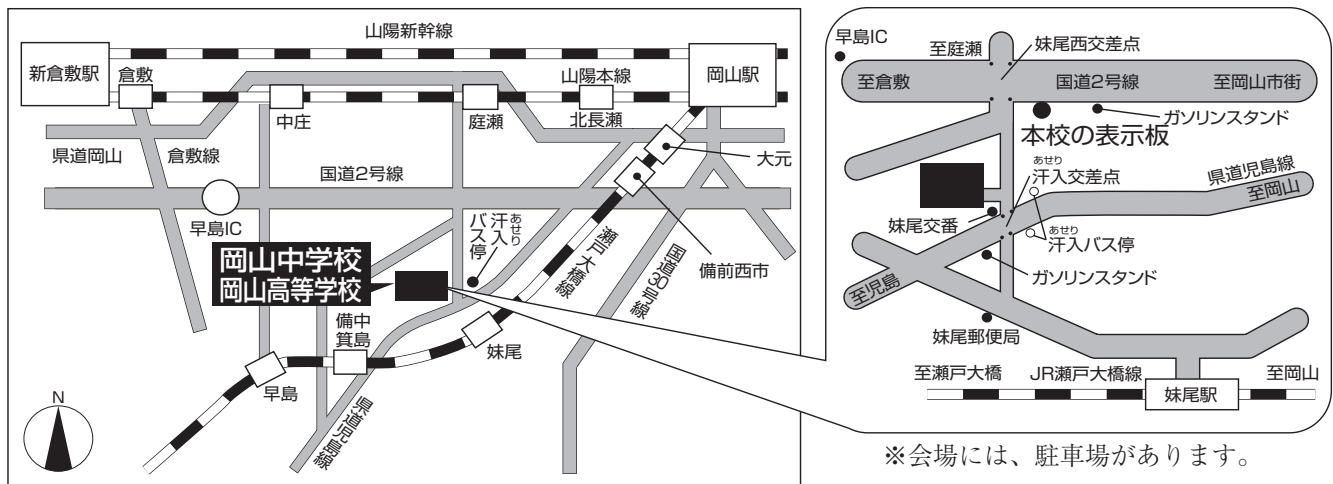 山陽新幹線
新倉敷駅
倉敷
山陽本線
岡山駅
中庄
庭瀬
北長瀬
県道岡山
倉敷線
大元
国道2号線
早島IC
あせり
汗入
バス停
瀬戸大橋線
国道30号線
備前西市
岡山中学校
岡山高等学校
備中
箕島
妹尾
早島
県道児島線
N
早島IC
至庭瀬
妹尾西交差点
至倉敷
国道2号線
至岡山市街
ガソリンスタンド
本校の表示板
あせり
汗入交差点
県道児島線
至岡山
妹尾交番
あせり
汗入バス停
ガソリンスタンド
至児島
妹尾郵便局
至瀬戸大橋
JR瀬戸大橋線
至岡山
妹尾駅
※会場には、駐車場があります。